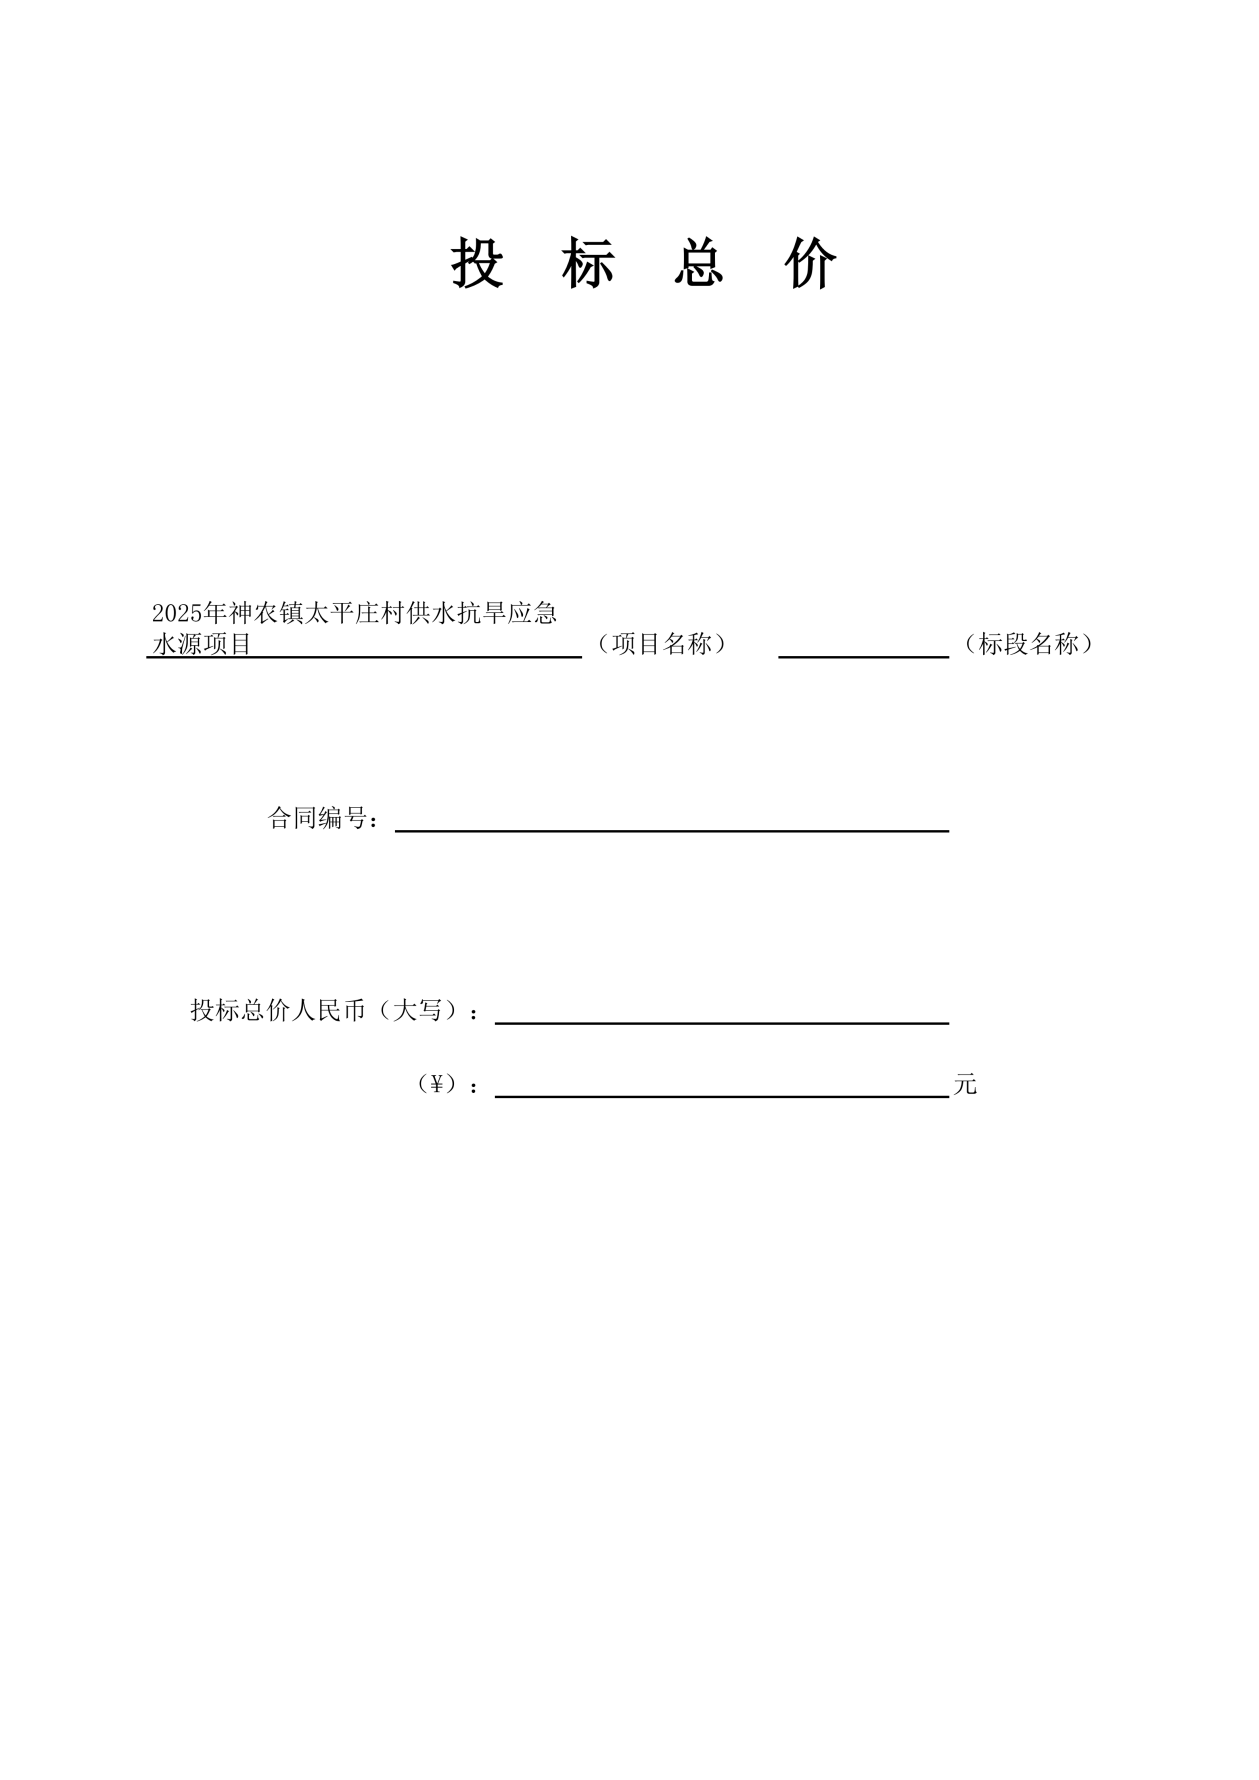 投 标 总 价
2025年神农镇太平庄村供水抗旱应急
水源项目 （项目名称） （标段名称）
合同编号：
投标总价人民币（大写）：
（¥）： 元